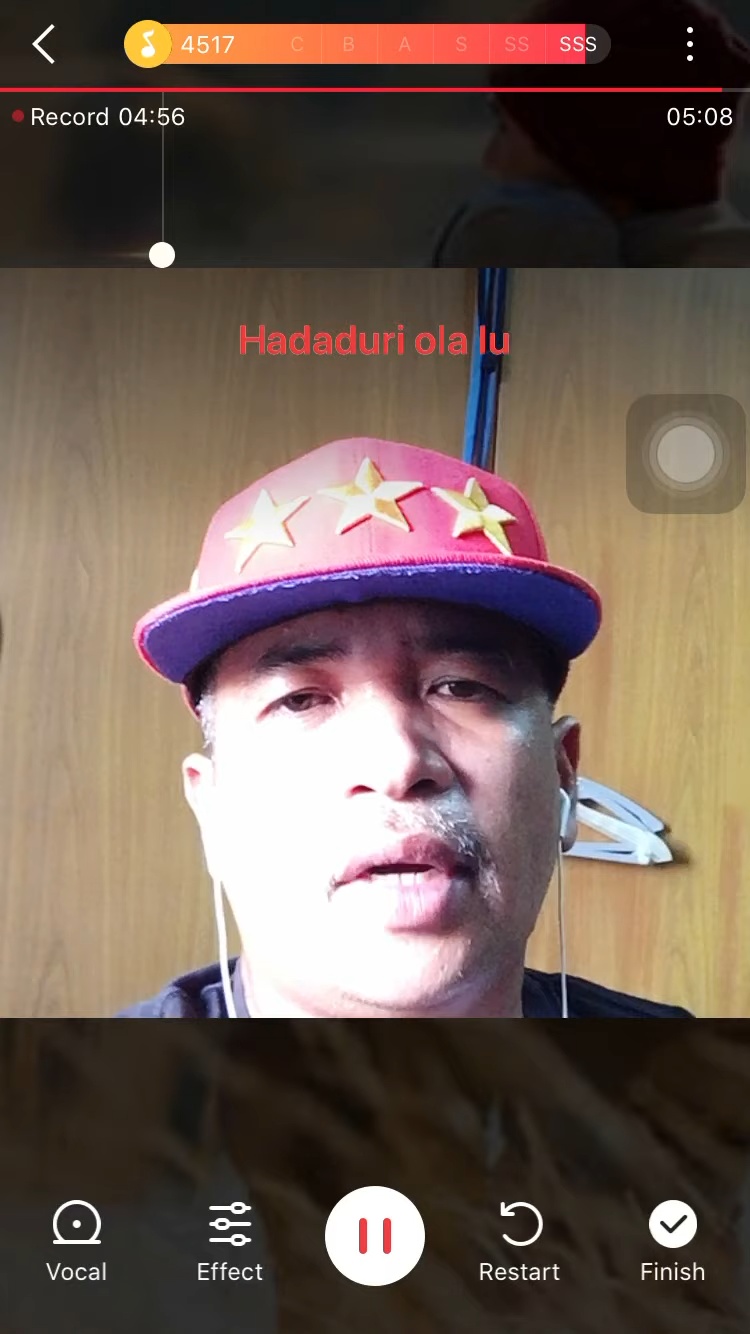 4517 C B A S SS SSS
Record 04:56 05:08
Hadaduri ola lu
Vocal Effect Restart Finish